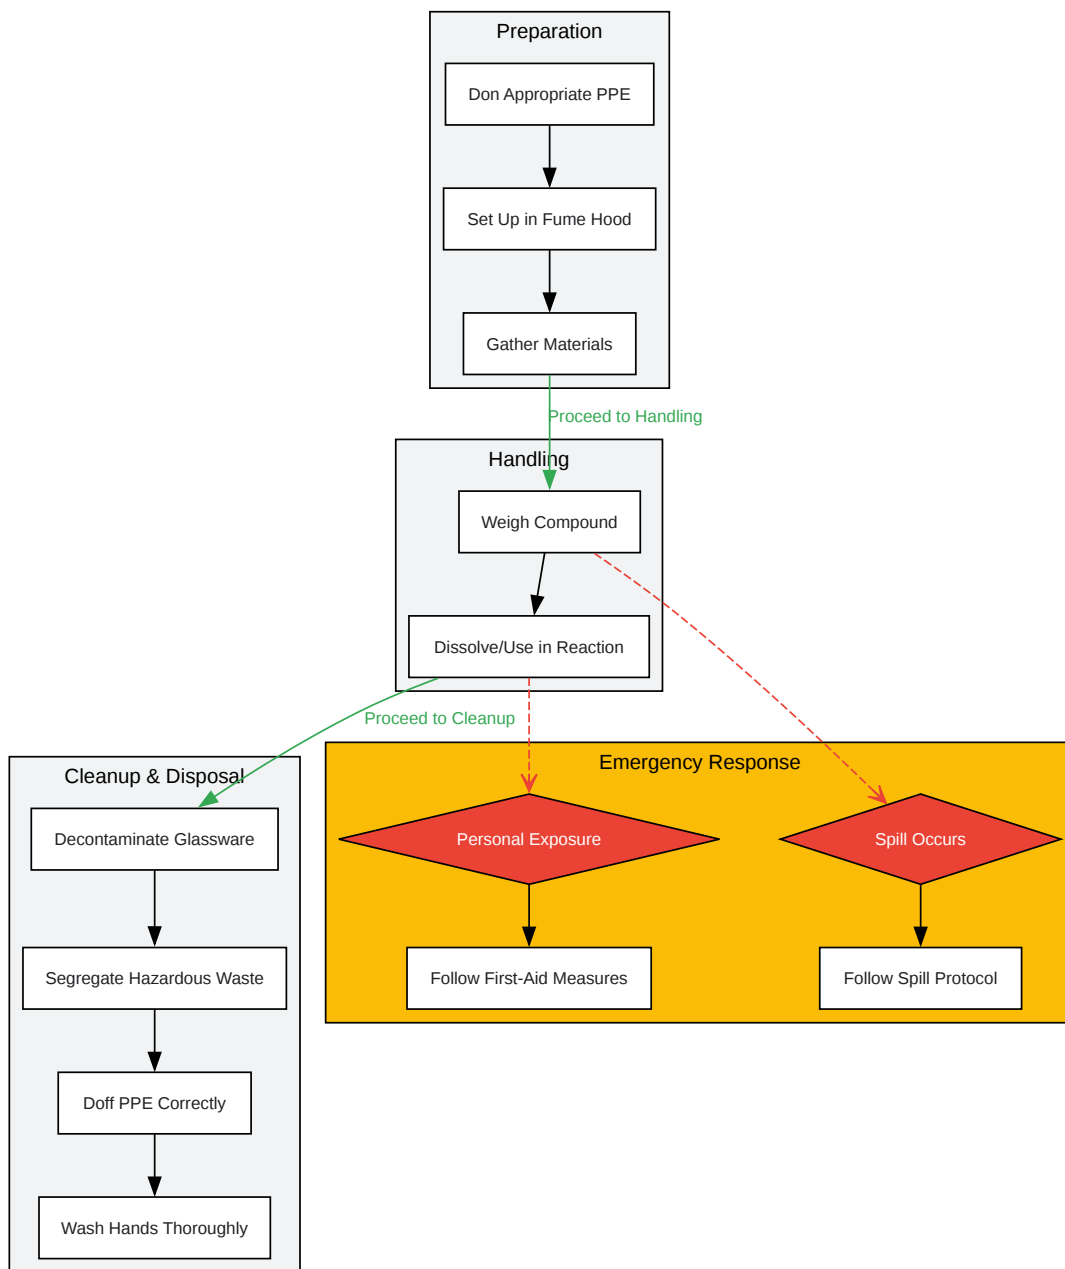 Preparation
Don Appropriate PPE
Set Up in Fume Hood
Gather Materials
Proceed to Handling
Handling
Weigh Compound
Dissolve/Use in Reaction
Proceed to Cleanup
Cleanup & Disposal
Decontaminate Glassware
Segregate Hazardous Waste
Doff PPE Correctly
Wash Hands Thoroughly
Emergency Response
Personal Exposure
Spill Occurs
Follow First-Aid Measures
Follow Spill Protocol